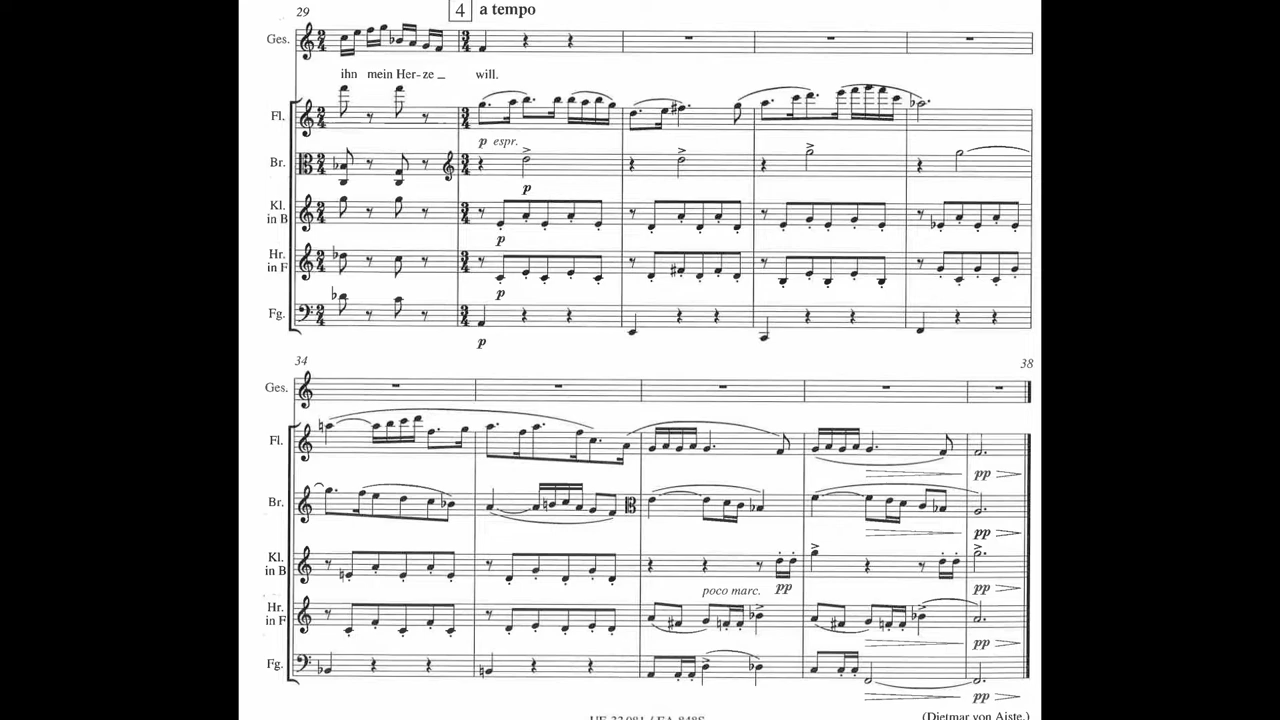 29 4 a tempo
Ges.
ihn mein Her-ze _ will.
Fl.
p espr.
Br.
p
Kl.
in B
p
Hr.
in F
p
Fg.
p
34 38
Ges.
Fl.
pp
Br.
pp
Kl.
in B
pp pp
poco marc.
Hr.
in F
pp
Fg.
pp
(Dietmar von Aiste.)